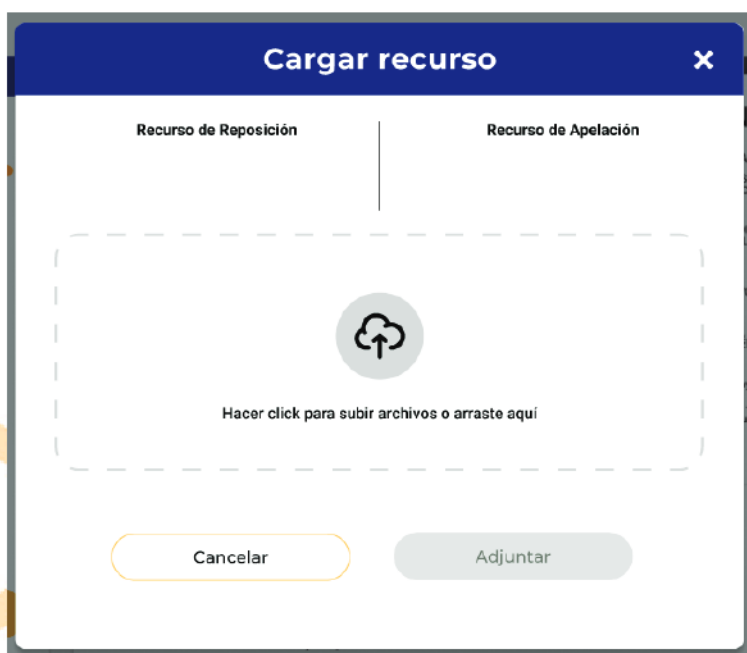 Cargar recurso
Recurso de Reposición
Recurso de Apelación
Hacer click para subir archivos o arraste aquí
Cancelar
Adjuntar